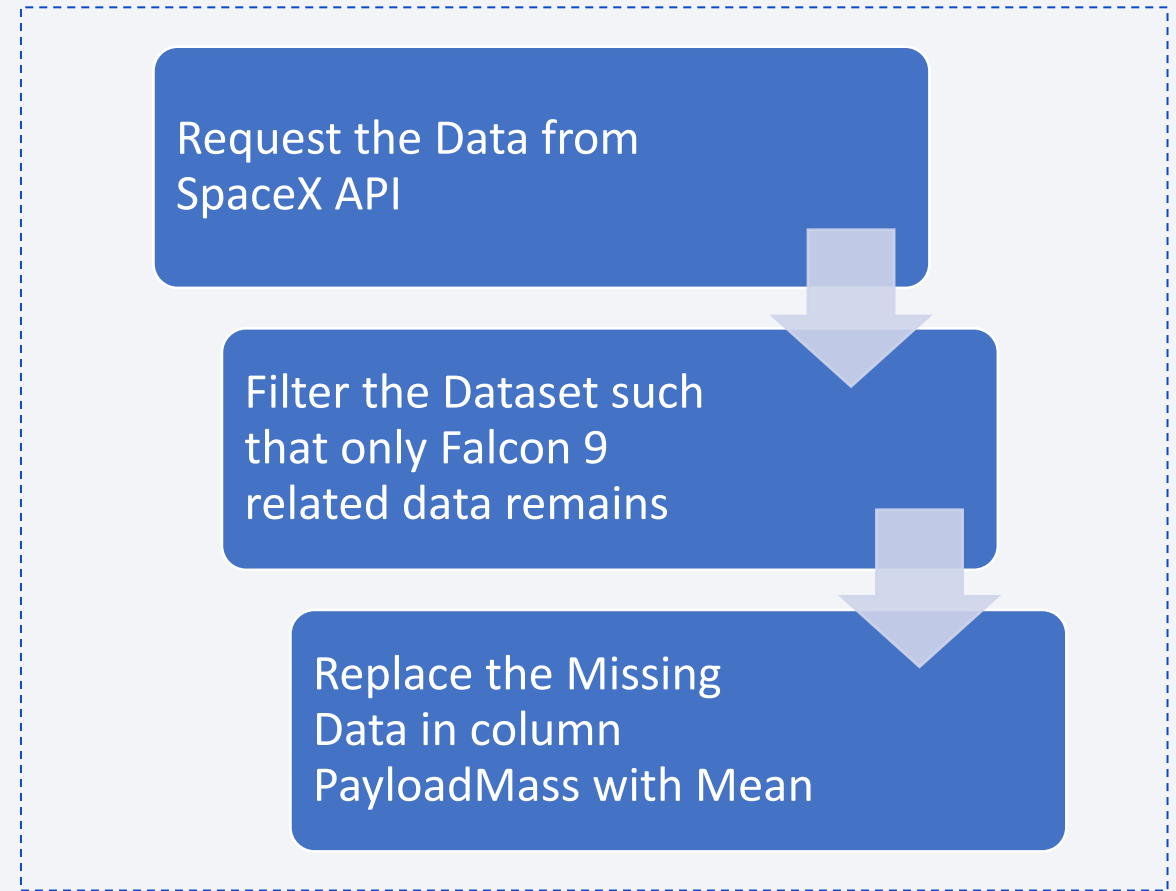 Request the Data from
SpaceX API
Filter the Dataset such
that only Falcon 9
related data remains
Replace the Missing
Data in column
PayloadMass with Mean